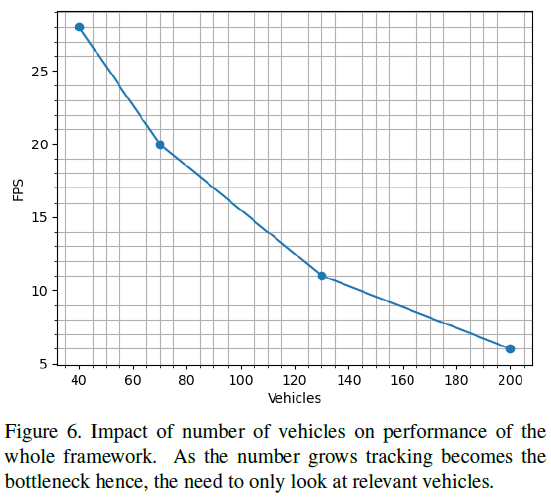 25
20
15
10
5
FPS
40 60 80 100 120 140 160 180 200
Vehicles
Figure 6. Impact of number of vehicles on performance of the
whole framework. As the number grows tracking becomes the
bottleneck hence, the need to only look at relevant vehicles.